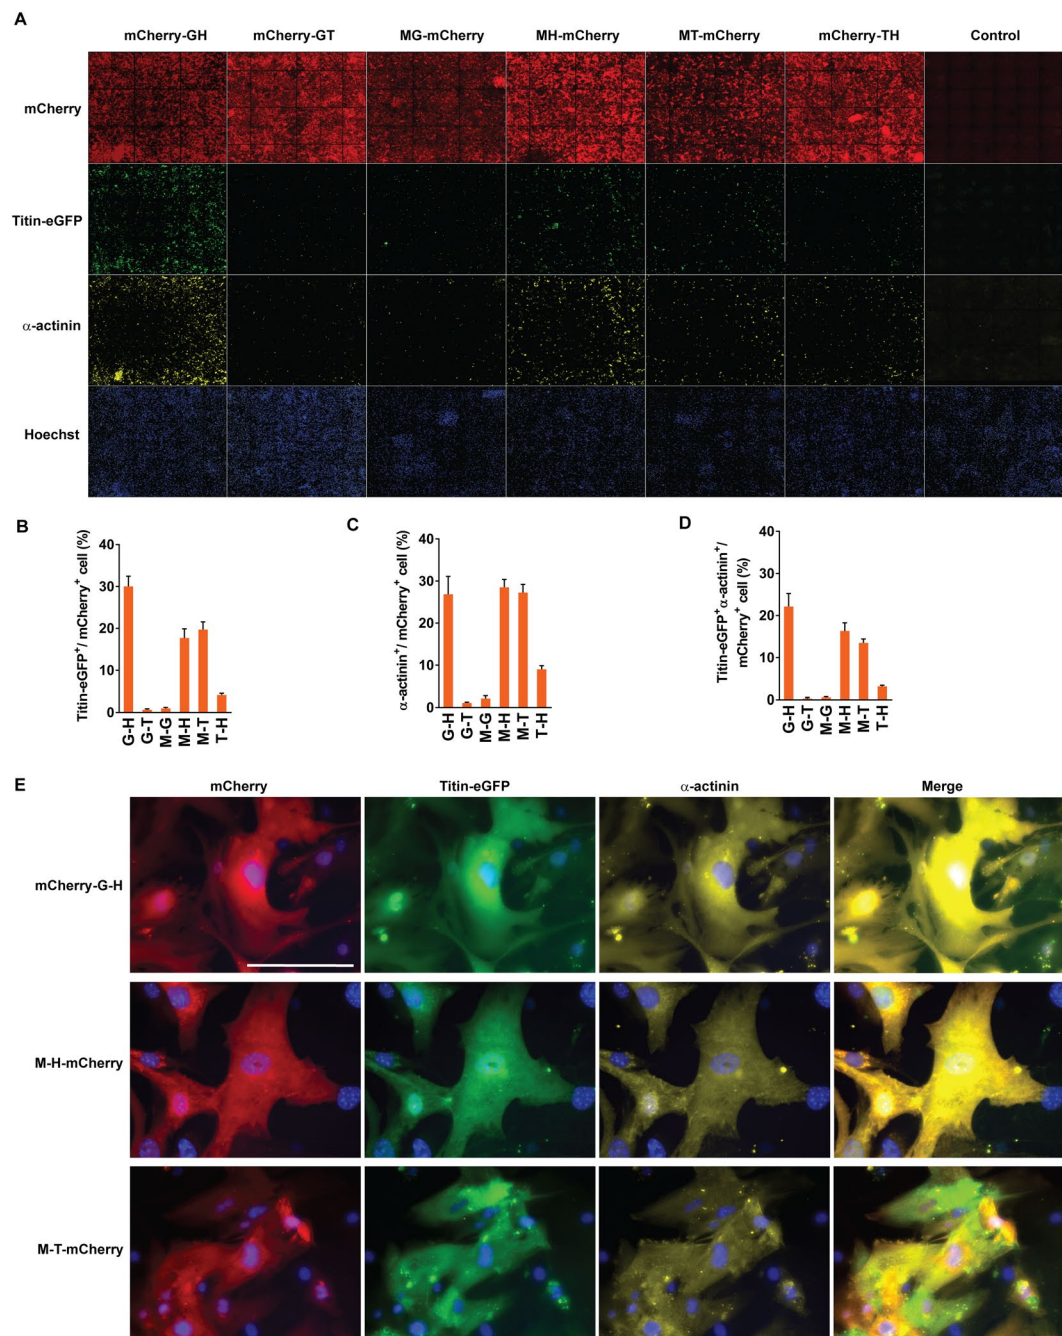 A
mCherry-GH mCherry-GT MG-mCherry MH-mCherry MT-mCherry mCherry-TH Control
mCherry
Titin-eGFP
α-actinin
Hoechst
B
Titin-eGFP+/ mCherry+ cell (%)
40
30
20
10
0
G-H G-T M-G M-H M-T T-H
C
α-actinin+/ mCherry+ cell (%)
40
30
20
10
0
G-H G-T M-G M-H M-T T-H
D
Titin-eGFP+α-actinin+/
mCherry+ cell (%)
40
30
20
10
0
G-H G-T M-G M-H M-T T-H
E
mCherry Titin-eGFP α-actinin Merge
mCherry-G-H
M-H-mCherry
M-T-mCherry